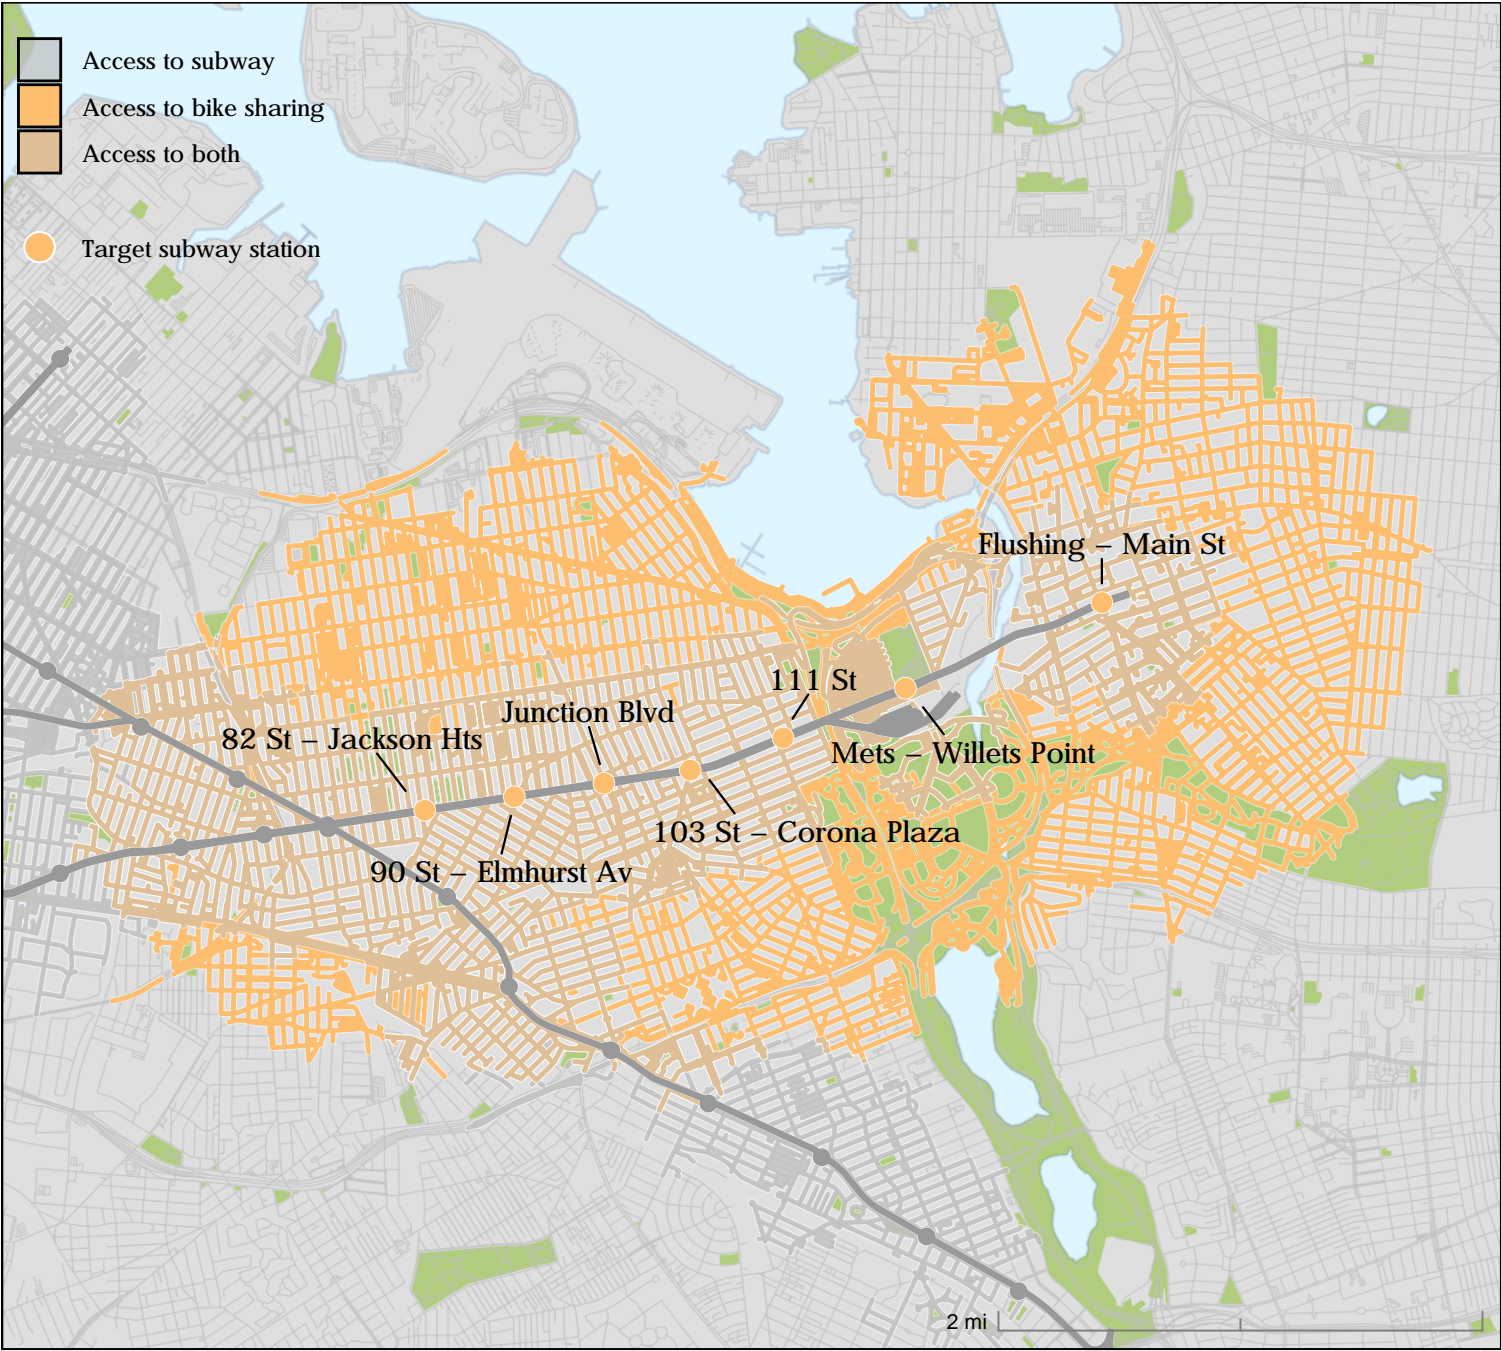 Access to subway
Access to bike sharing
Access to both
Target subway station
Flushing – Main St
111 St
Junction Blvd
82 St – Jackson Hts
Mets – Willets Point
103 St – Corona Plaza
90 St – Elmhurst Av
2 mi